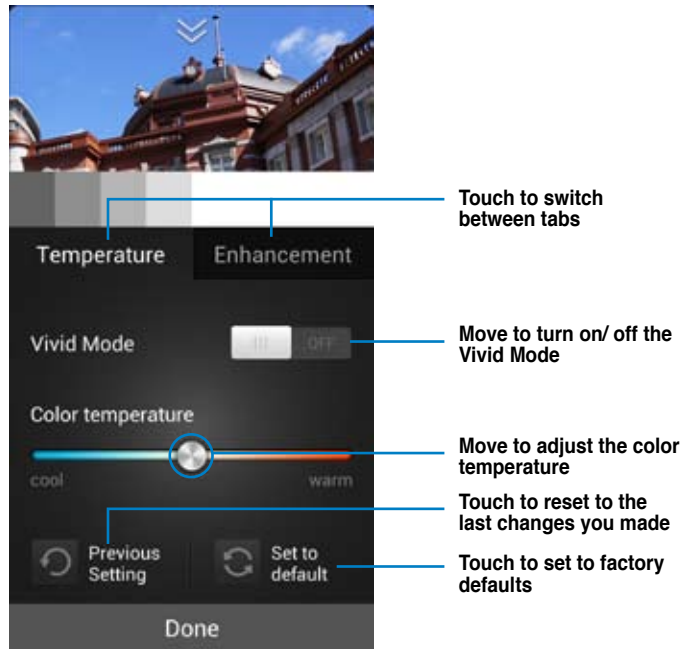 Touch to switch
between tabs
Temperature
Enhancement
Vivid Mode
OFF
Move to turn on/ off the
Vivid Mode
Color temperature
cool
warm
Move to adjust the color
temperature
Touch to reset to the
last changes you made
Previous
Setting
Set to
default
Touch to set to factory
defaults
Done